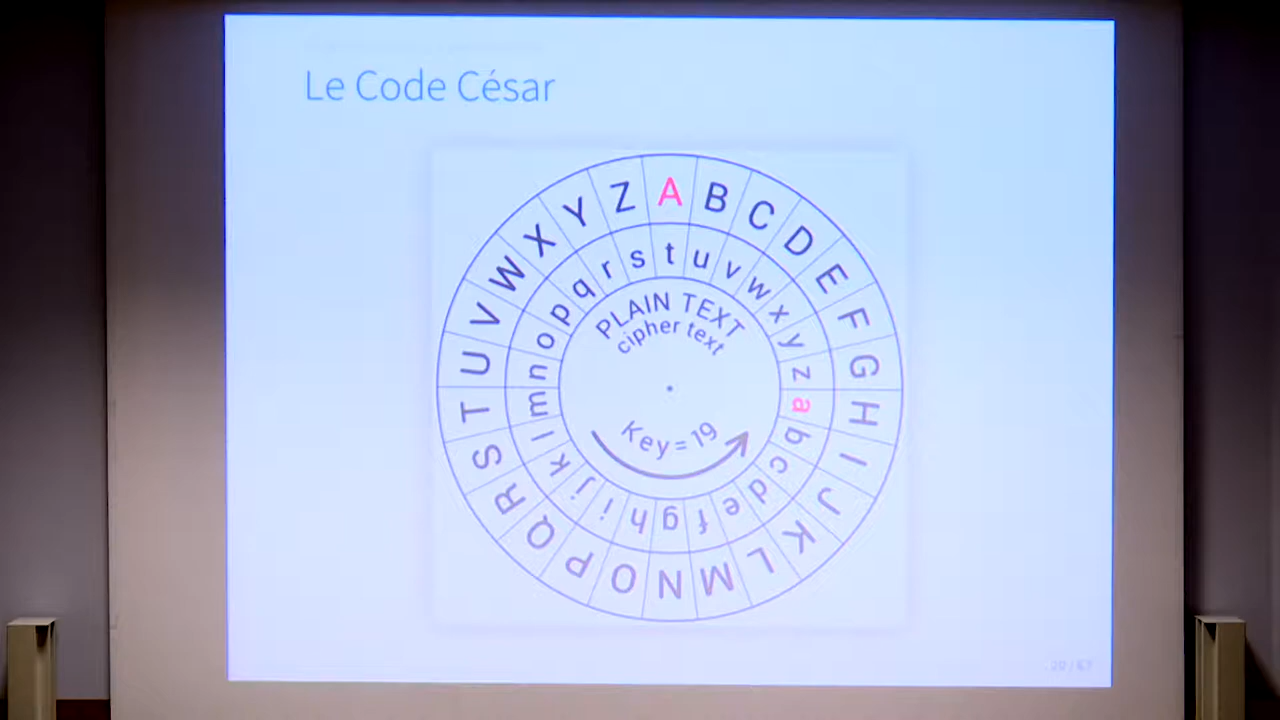 Le Code César
A B C D E F G H I J K L M N O P Q R S T U V W X Y Z
t u v w x y z a b c d e f g h i j k l m n o p q r s
PLAIN TEXT
cipher text
Key=19